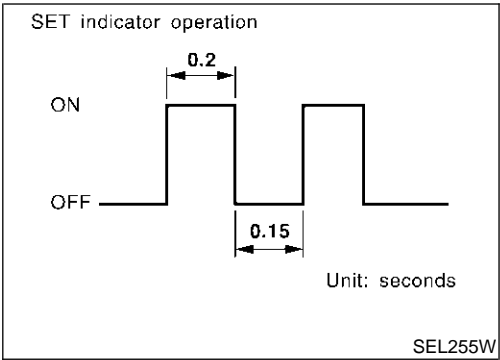 SET indicator operation
0.2
ON
OFF
0.15
Unit: seconds
SEL255W